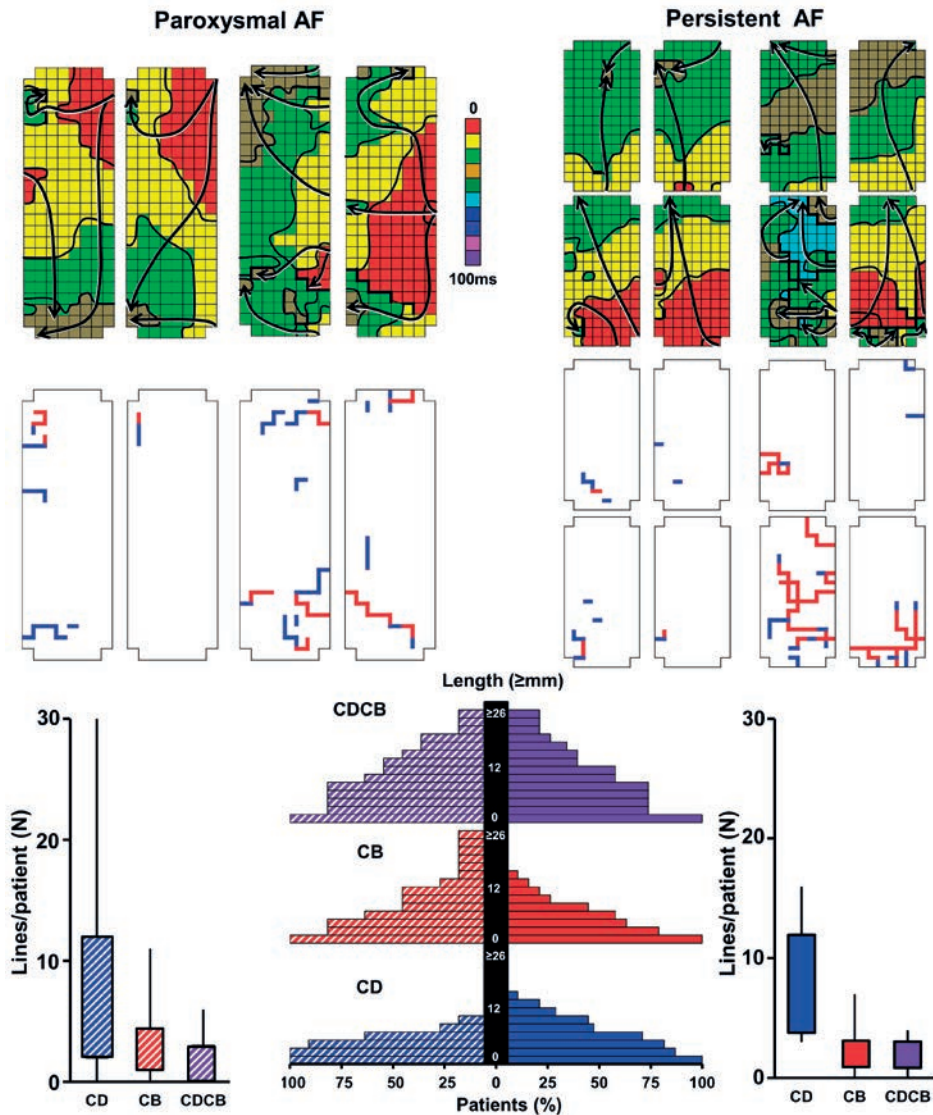 Paroxysmal AF
Persistent AF
0
100ms
Length (≥mm)
30
20
10
0
Lines/patient (N)
CD
CB
CDCB
CDCB
≥26
12
0
CB
≥26
12
0
CD
≥26
12
0
100
75
50
25
0
25
50
75
100
Patients (%)
30
20
10
0
Lines/patient (N)
CD
CB
CDCB